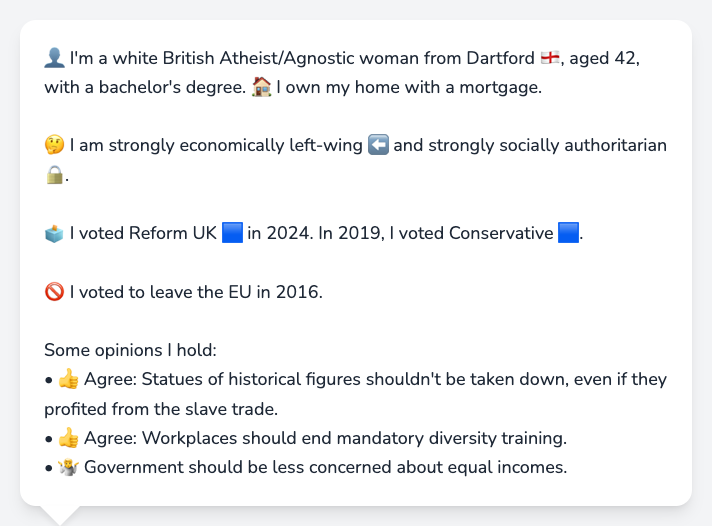 👤 I'm a white British Atheist/Agnostic woman from Dartford 🏴󠁧󠁢󠁥󠁮󠁧󠁿, aged 42,
with a bachelor's degree. 🏠 I own my home with a mortgage.
🤔 I am strongly economically left-wing ⬅️ and strongly socially authoritarian
🔒.
🗳️ I voted Reform UK 🟦 in 2024. In 2019, I voted Conservative 🟦.
🚫 I voted to leave the EU in 2016.
Some opinions I hold:
• 👍 Agree: Statues of historical figures shouldn't be taken down, even if they
profited from the slave trade.
• 👍 Agree: Workplaces should end mandatory diversity training.
• 🤷 Government should be less concerned about equal incomes.